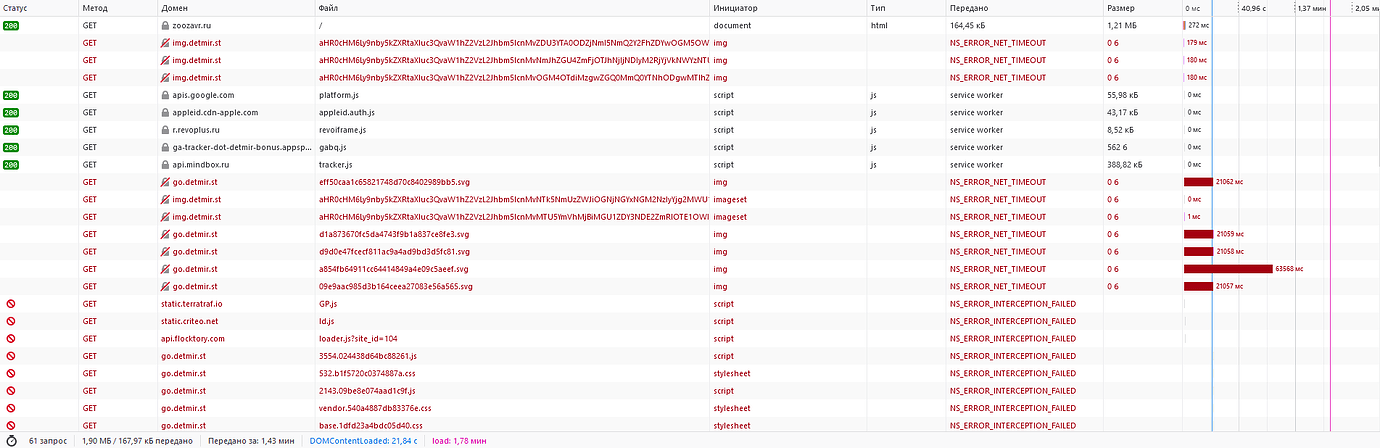 Статус Метод Домен Файл Инициатор Тип Передано Размер 0 мс 40,96 с 1,37 мин 2,05 м
200 GET zoozavr.ru / document html 164,45 кБ 1,21 МБ 272 мс
GET img.detmir.st img NS_ERROR_NET_TIMEOUT 0 б 179 мс
GET img.detmir.st img NS_ERROR_NET_TIMEOUT 0 б 180 мс
GET img.detmir.st img NS_ERROR_NET_TIMEOUT 0 б 180 мс
200 GET apis.google.com platform.js script js service worker 55,98 кБ 0 мс
200 GET appleid.cdn-apple.com appleid.auth.js script js service worker 43,17 кБ 0 мс
200 GET r.revoplus.ru revoiframe.js script js service worker 8,52 кБ 0 мс
200 GET ga-tracker-dot-detmir-bonus.appsp... gabq.js script js service worker 562 б 0 мс
200 GET api.mindbox.ru tracker.js script js service worker 388,82 кБ 0 мс
GET go.detmir.st eff50caa1c65821748d70c8402989bb5.svg img NS_ERROR_NET_TIMEOUT 0 б 21062 мс
GET img.detmir.st imageset NS_ERROR_NET_TIMEOUT 0 б 0 мс
GET img.detmir.st imageset NS_ERROR_NET_TIMEOUT 0 б 1 мс
GET go.detmir.st d1a873670fc5da4743f9b1a837ce8fe3.svg img NS_ERROR_NET_TIMEOUT 0 б 21059 мс
GET go.detmir.st d9d0e47fcecf811ac9a4ad9bd3d5fc81.svg img NS_ERROR_NET_TIMEOUT 0 б 21058 мс
GET go.detmir.st a854fb64911cc64414849a4e09c5aeef.svg img NS_ERROR_NET_TIMEOUT 0 б 63568 мс
GET go.detmir.st 09e9aac985d3b164ceea27083e56a565.svg img NS_ERROR_NET_TIMEOUT 0 б 21057 мс
GET static.terratraf.io GP.js script NS_ERROR_INTERCEPTION_FAILED
GET static.criteo.net ld.js script NS_ERROR_INTERCEPTION_FAILED
GET api.flocktory.com loader.js?site_id=104 script NS_ERROR_INTERCEPTION_FAILED
GET go.detmir.st 3554.024438d64bc88261.js script NS_ERROR_INTERCEPTION_FAILED
GET go.detmir.st 532.b1f5720c0374887a.css stylesheet NS_ERROR_INTERCEPTION_FAILED
GET go.detmir.st 2143.09be8e074aad1c9f.js script NS_ERROR_INTERCEPTION_FAILED
GET go.detmir.st vendor.540a4887db83376e.css stylesheet NS_ERROR_INTERCEPTION_FAILED
GET go.detmir.st base.1dfd23a4bdc05d40.css stylesheet NS_ERROR_INTERCEPTION_FAILED
61 запрос 1,90 МБ / 167,97 кБ передано Передано за: 1,43 мин DOMContentLoaded: 21,84 с load: 1,78 мин